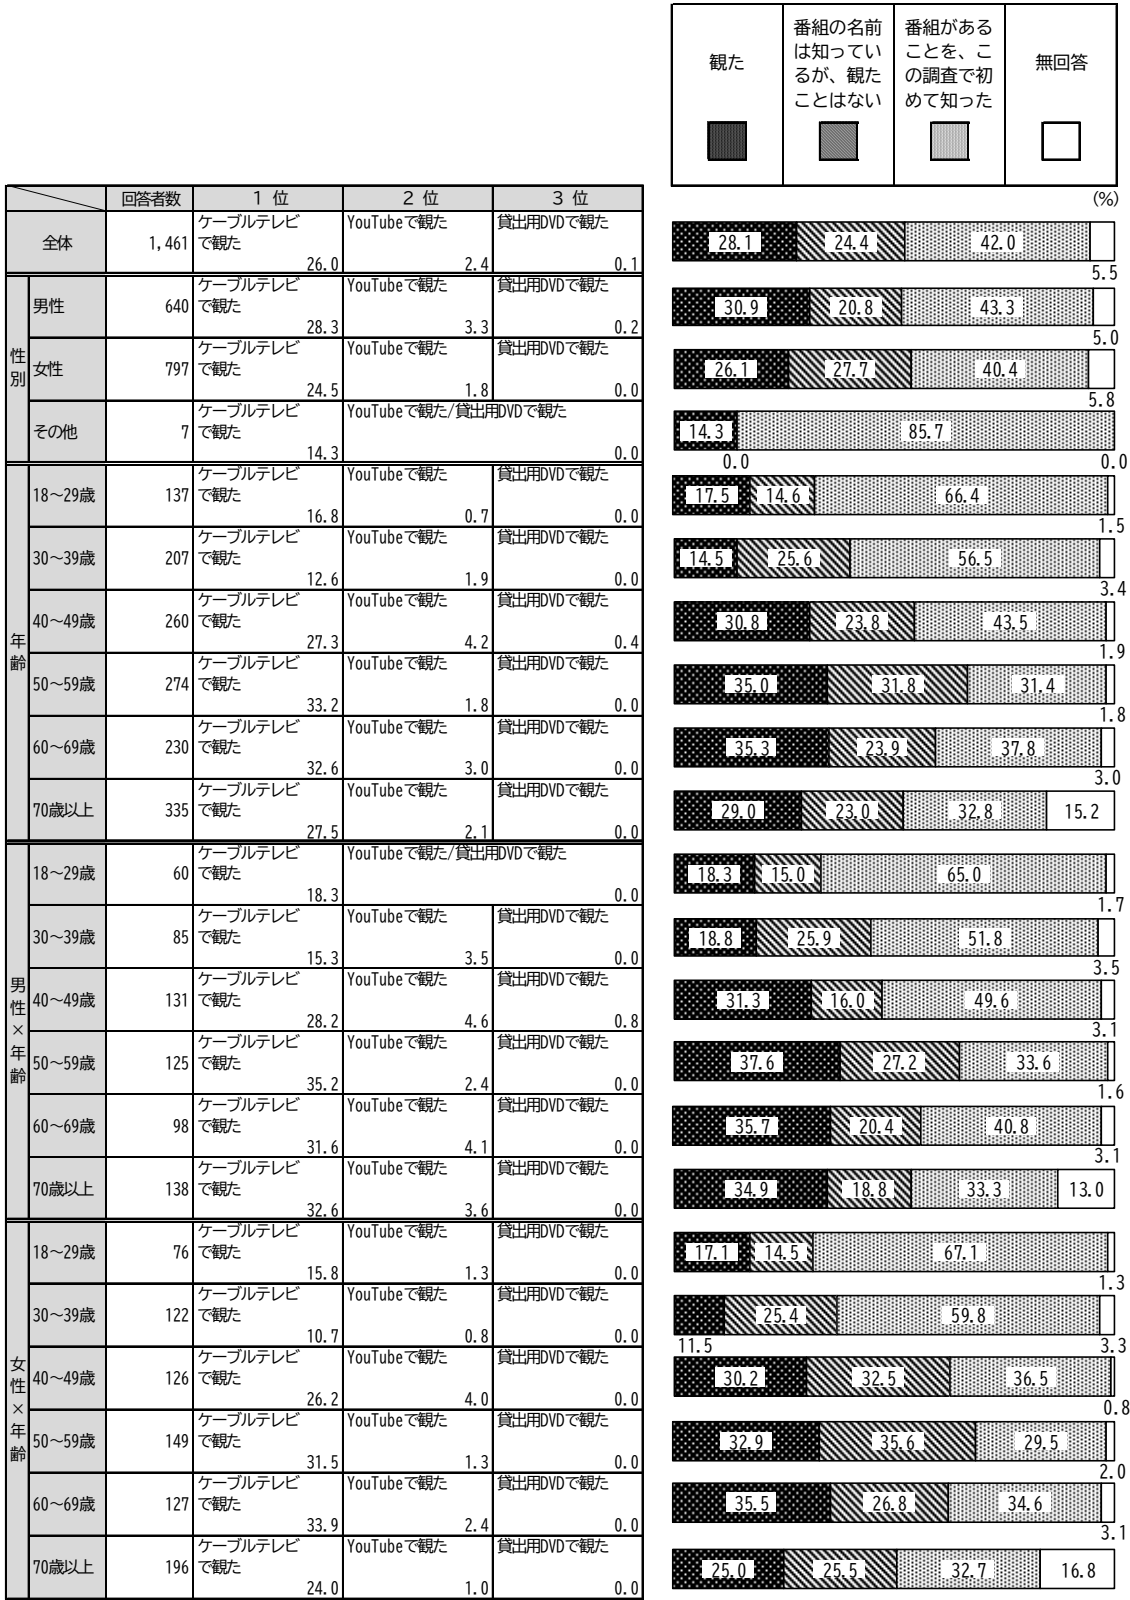 観た
番組の名前
は知ってい
るが、観た
ことはない
番組がある
ことを、こ
の調査で初
めて知った
無回答
回答者数 1 位 2 位 3 位
(%)
全体 1,461 ケーブルテレビ
で観た
26.0 YouTubeで観た
2.4 貸出用DVDで観た
0.1
28.1 24.4 42.0 5.5
性別
男性 640 ケーブルテレビ
で観た
28.3 YouTubeで観た
3.3 貸出用DVDで観た
0.2
30.9 20.8 43.3 5.0
女性 797 ケーブルテレビ
で観た
24.5 YouTubeで観た
1.8 貸出用DVDで観た
0.0
26.1 27.7 40.4 5.8
その他 7 ケーブルテレビ
で観た
14.3 YouTubeで観た/貸出用DVDで観た
0.0
14.3 0.0 85.7 0.0
年齢
18～29歳 137 ケーブルテレビ
で観た
16.8 YouTubeで観た
0.7 貸出用DVDで観た
0.0
17.5 14.6 66.4 1.5
30～39歳 207 ケーブルテレビ
で観た
12.6 YouTubeで観た
1.9 貸出用DVDで観た
0.0
14.5 25.6 56.5 3.4
40～49歳 260 ケーブルテレビ
で観た
27.3 YouTubeで観た
4.2 貸出用DVDで観た
0.4
30.8 23.8 43.5 1.9
50～59歳 274 ケーブルテレビ
で観た
33.2 YouTubeで観た
1.8 貸出用DVDで観た
0.0
35.0 31.8 31.4 1.8
60～69歳 230 ケーブルテレビ
で観た
32.6 YouTubeで観た
3.0 貸出用DVDで観た
0.0
35.3 23.9 37.8 3.0
70歳以上 335 ケーブルテレビ
で観た
27.5 YouTubeで観た
2.1 貸出用DVDで観た
0.0
29.0 23.0 32.8 15.2
男性×年齢
18～29歳 60 ケーブルテレビ
で観た
18.3 YouTubeで観た/貸出用DVDで観た
0.0
18.3 15.0 65.0 1.7
30～39歳 85 ケーブルテレビ
で観た
15.3 YouTubeで観た
3.5 貸出用DVDで観た
0.0
18.8 25.9 51.8 3.5
40～49歳 131 ケーブルテレビ
で観た
28.2 YouTubeで観た
4.6 貸出用DVDで観た
0.8
31.3 16.0 49.6 3.1
50～59歳 125 ケーブルテレビ
で観た
35.2 YouTubeで観た
2.4 貸出用DVDで観た
0.0
37.6 27.2 33.6 1.6
60～69歳 98 ケーブルテレビ
で観た
31.6 YouTubeで観た
4.1 貸出用DVDで観た
0.0
35.7 20.4 40.8 3.1
70歳以上 138 ケーブルテレビ
で観た
32.6 YouTubeで観た
3.6 貸出用DVDで観た
0.0
34.9 18.8 33.3 13.0
女性×年齢
18～29歳 76 ケーブルテレビ
で観た
15.8 YouTubeで観た
1.3 貸出用DVDで観た
0.0
17.1 14.5 67.1 1.3
30～39歳 122 ケーブルテレビ
で観た
10.7 YouTubeで観た
0.8 貸出用DVDで観た
0.0
11.5 25.4 59.8 3.3
40～49歳 126 ケーブルテレビ
で観た
26.2 YouTubeで観た
4.0 貸出用DVDで観た
0.0
30.2 32.5 36.5 0.8
50～59歳 149 ケーブルテレビ
で観た
31.5 YouTubeで観た
1.3 貸出用DVDで観た
0.0
32.9 35.6 29.5 2.0
60～69歳 127 ケーブルテレビ
で観た
33.9 YouTubeで観た
2.4 貸出用DVDで観た
0.0
35.5 26.8 34.6 3.1
70歳以上 196 ケーブルテレビ
で観た
24.0 YouTubeで観た
1.0 貸出用DVDで観た
0.0
25.0 25.5 32.7 16.8